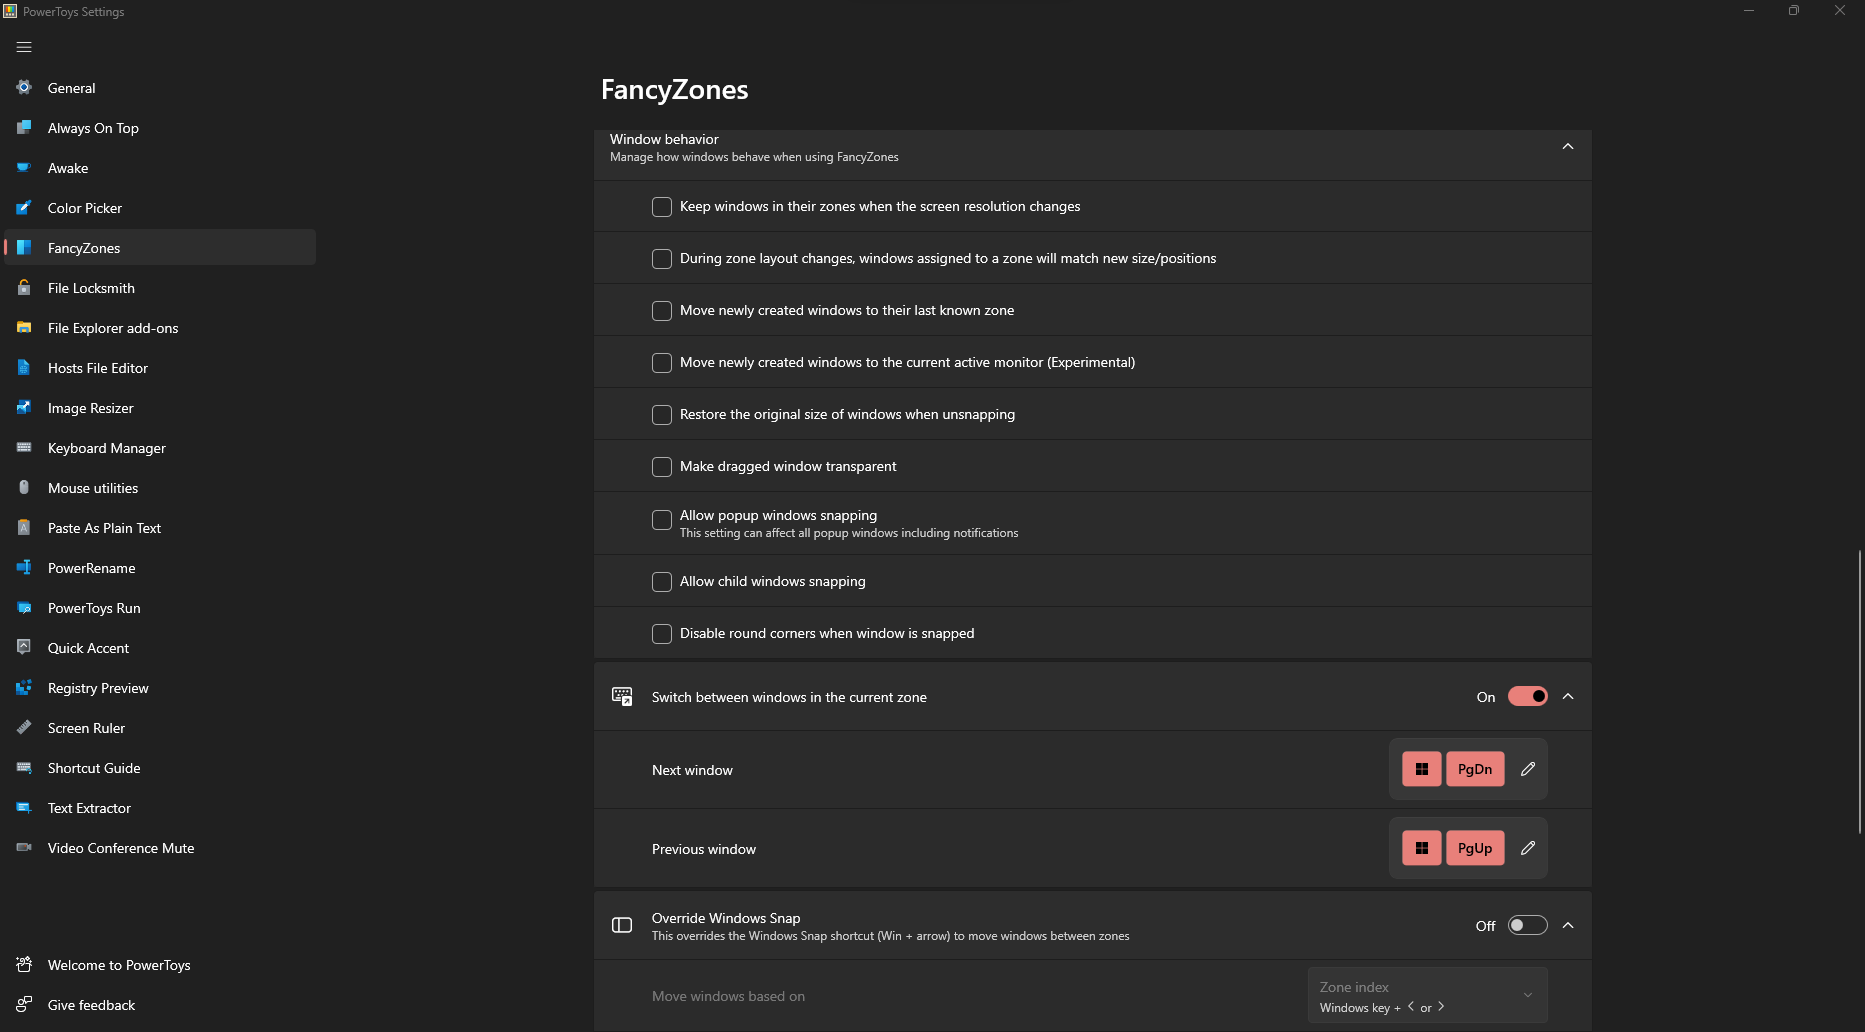 PowerToys Settings
General
Always On Top
Awake
Color Picker
FancyZones
File Locksmith
File Explorer add-ons
Hosts File Editor
Image Resizer
Keyboard Manager
Mouse utilities
Paste As Plain Text
PowerRename
PowerToys Run
Quick Accent
Registry Preview
Screen Ruler
Shortcut Guide
Text Extractor
Video Conference Mute
Welcome to PowerToys
Give feedback
FancyZones
Window behavior
Manage how windows behave when using FancyZones
Keep windows in their zones when the screen resolution changes
During zone layout changes, windows assigned to a zone will match new size/positions
Move newly created windows to their last known zone
Move newly created windows to the current active monitor (Experimental)
Restore the original size of windows when unsnapping
Make dragged window transparent
Allow popup windows snapping
This setting can affect all popup windows including notifications
Allow child windows snapping
Disable round corners when window is snapped
Switch between windows in the current zone On
Next window PgDn
Previous window PgUp
Override Windows Snap
This overrides the Windows Snap shortcut (Win + arrow) to move windows between zones
Off
Move windows based on
Zone index
Windows key + < or >